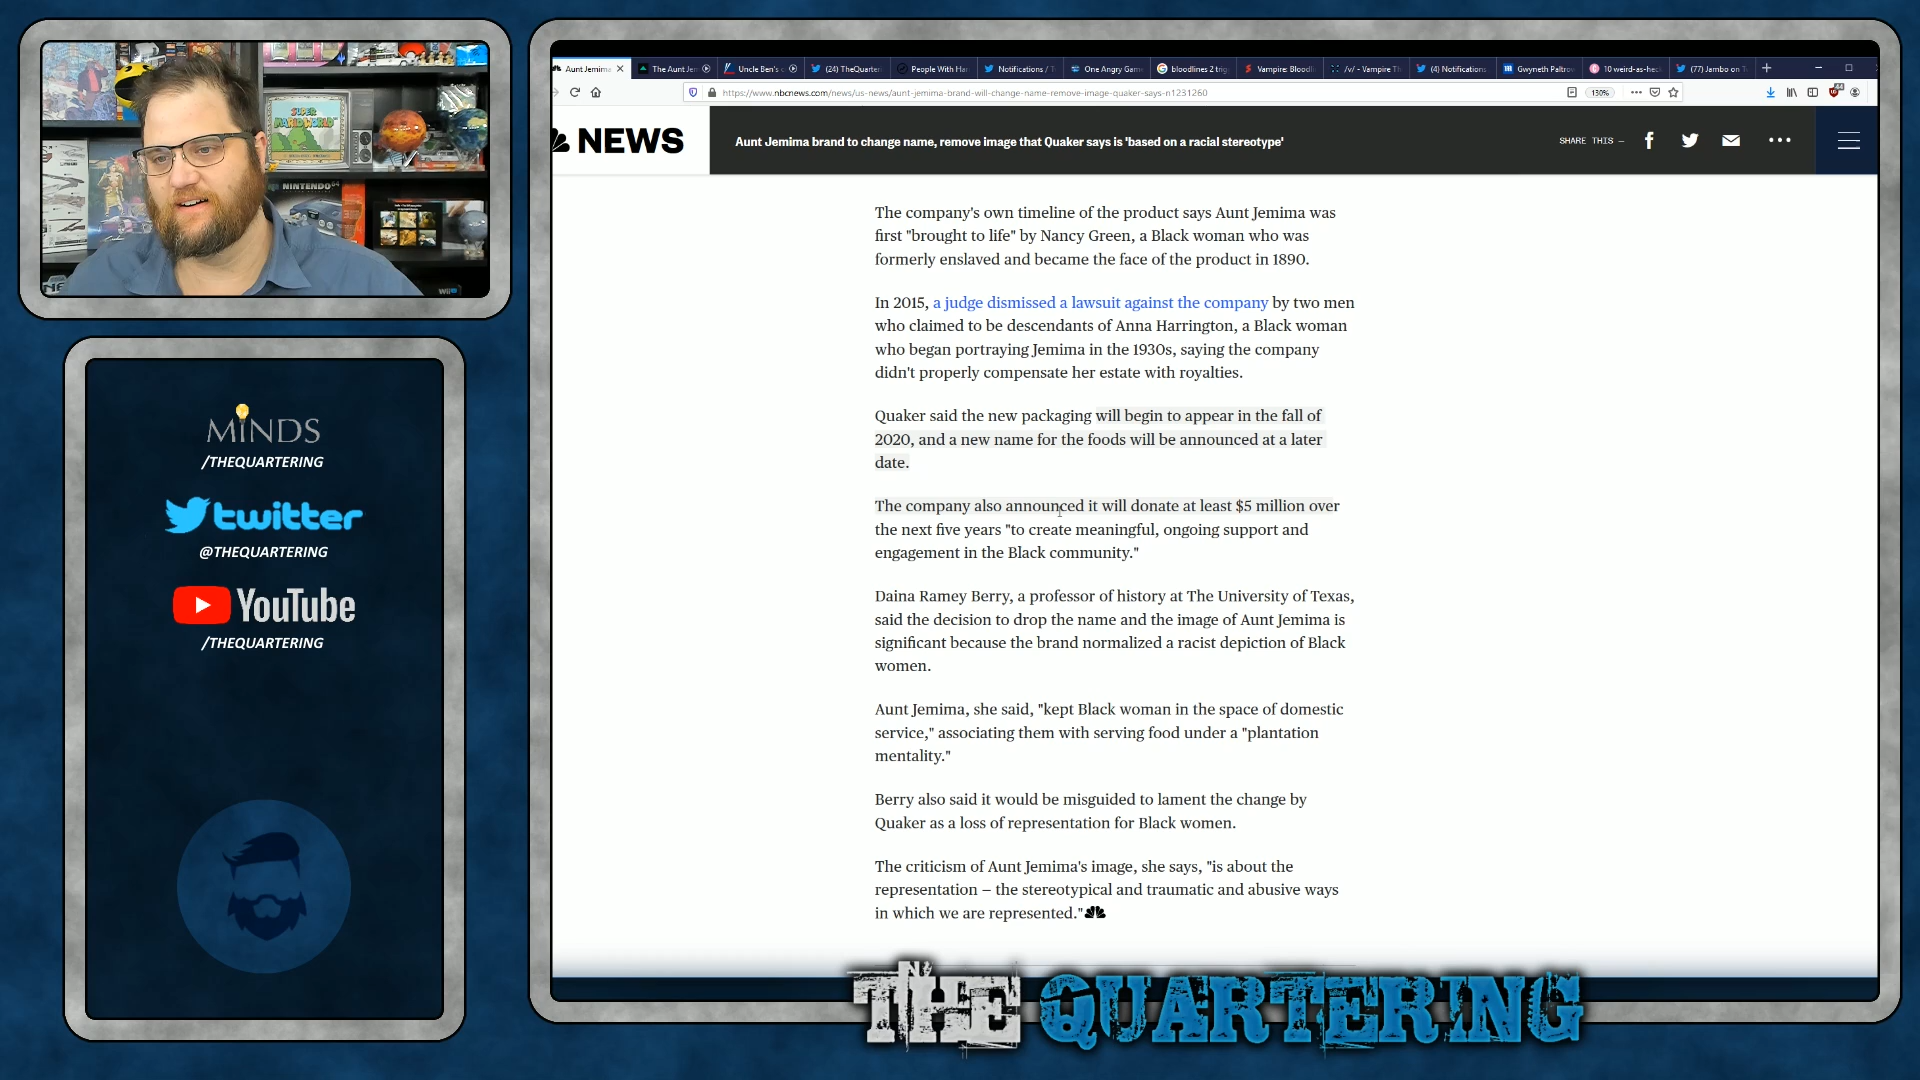 SUPER
MARIO WORLD
NINTENDO
Wii
MINDS
/THEQUARTERING
twitter
@THEQUARTERING
YouTube
/THEQUARTERING
Aunt Jemima
The Aunt Jem
Uncle Ben's
(24) TheQuarter
People With Ha
Notifications / T
One Angry Gam
bloodlines 2 trig
Vampire: Bloodl
/v/ - Vampire Th
(4) Notifications
Gwyneth Paltro
10 weird-as-hec
(77) Jambo on T
https://www.nbcnews.com/news/us-news/aunt-jemima-brand-will-change-name-remove-image-quaker-says-n1231260
130%
NEWS
Aunt Jemima brand to change name, remove image that Quaker says is 'based on a racial stereotype'
SHARE THIS —
The company's own timeline of the product says Aunt Jemima was
first "brought to life" by Nancy Green, a Black woman who was
formerly enslaved and became the face of the product in 1890.
In 2015, a judge dismissed a lawsuit against the company by two men
who claimed to be descendants of Anna Harrington, a Black woman
who began portraying Jemima in the 1930s, saying the company
didn't properly compensate her estate with royalties.
Quaker said the new packaging will begin to appear in the fall of
2020, and a new name for the foods will be announced at a later
date.
The company also announced it will donate at least $5 million over
the next five years "to create meaningful, ongoing support and
engagement in the Black community."
Daina Ramey Berry, a professor of history at The University of Texas,
said the decision to drop the name and the image of Aunt Jemima is
significant because the brand normalized a racist depiction of Black
women.
Aunt Jemima, she said, "kept Black woman in the space of domestic
service," associating them with serving food under a "plantation
mentality."
Berry also said it would be misguided to lament the change by
Quaker as a loss of representation for Black women.
The criticism of Aunt Jemima's image, she says, "is about the
representation – the stereotypical and traumatic and abusive ways
in which we are represented."
THE QUARTERING